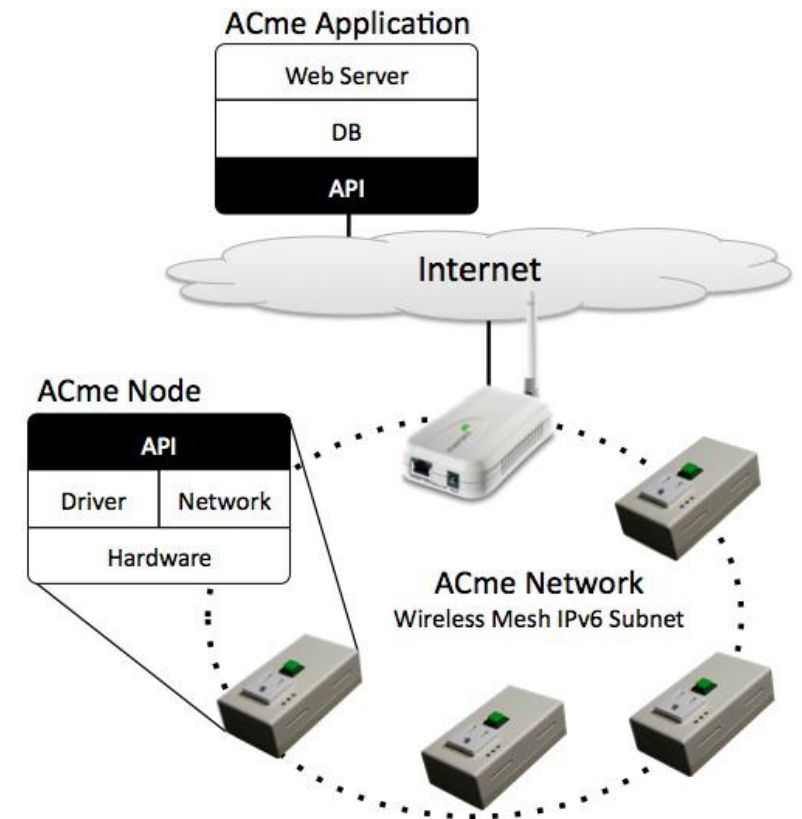 ACme Application
Web Server
DB
API
Internet
ACme Node
API
Driver
Network
Hardware
ACme Network
Wireless Mesh IPv6 Subnet